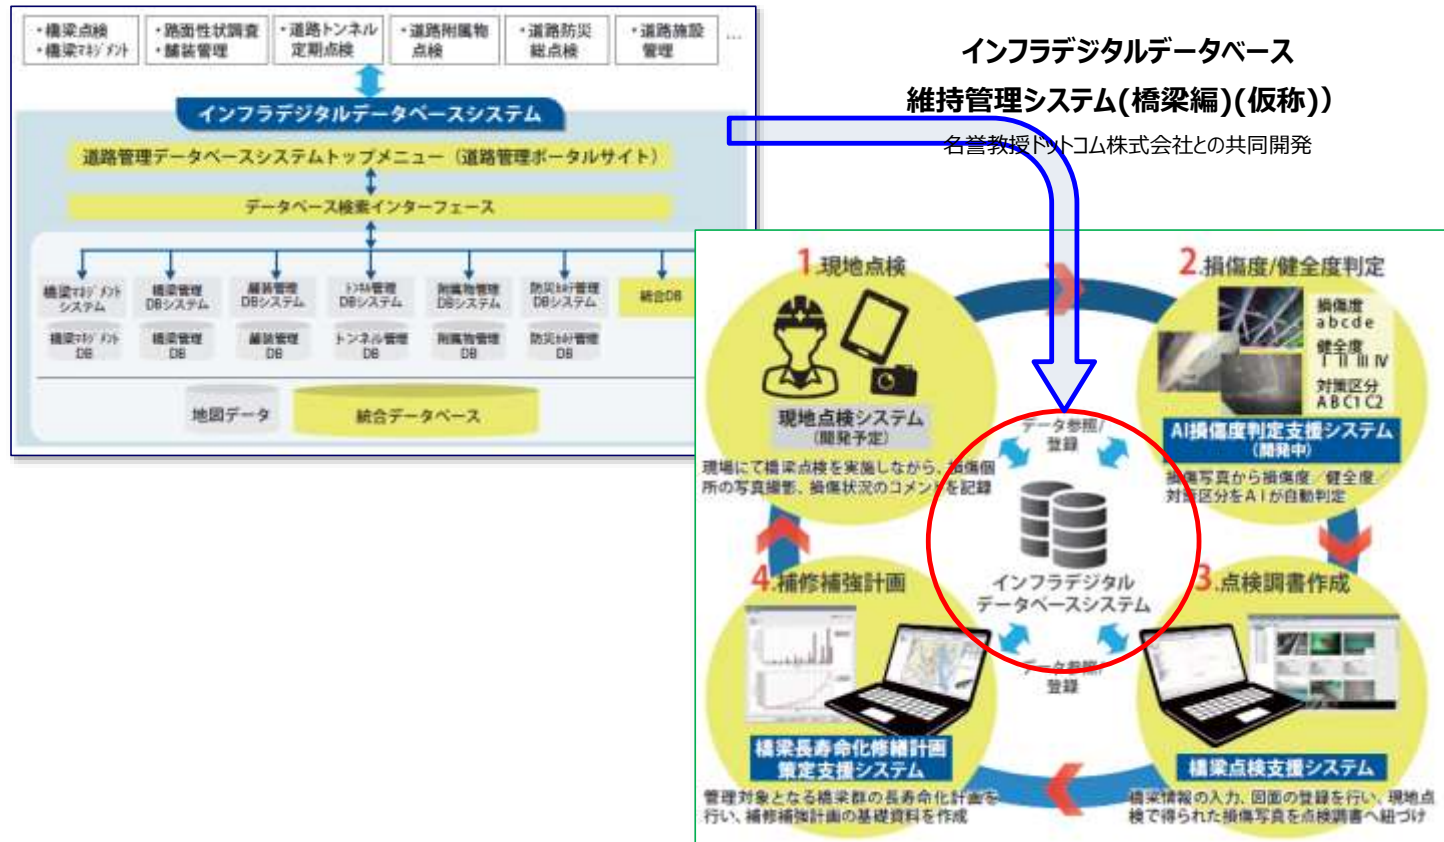 ・橋梁点検
・橋梁ﾏﾈｼﾞﾒﾝﾄ
・路面性状調査
・舗装管理
・道路トンネル
定期点検
・道路附属物
点検
・道路防災
総点検
・道路施設
管理
…
インフラデジタルデータベースシステム
道路管理データベースシステムトップメニュー（道路管理ポータルサイト）
データベース検索インターフェース
橋梁ﾏﾈｼﾞﾒﾝﾄ
システム
橋梁管理
DBシステム
舗装管理
DBシステム
ﾄﾝﾈﾙ管理
DBシステム
附属物管理
DBシステム
防災ｶﾙﾃ管理
DBシステム
統合DB
橋梁ﾏﾈｼﾞﾒﾝﾄ
DB
橋梁管理
DB
舗装管理
DB
トンネル管理
DB
附属物管理
DB
防災ｶﾙﾃ管理
DB
地図データ
統合データベース
インフラデジタルデータベース
維持管理システム(橋梁編)(仮称)）
名誉教授ドットコム株式会社との共同開発
1.現地点検
現地点検システム
（開発予定）
現場にて橋梁点検を実施しながら、損傷個
所の写真撮影、損傷状況のコメントを記録
2.損傷度/健全度判定
損傷度
a b c d e
健全度
I II III IV
対策区分
A B C1 C2
AI損傷度判定支援システム
（開発中）
損傷写真から損傷度／健全度／
対策区分をAIが自動判定
データ参照/
登録
インフラデジタル
データベースシステム
データ参照/
登録
3.点検調書作成
橋梁点検支援システム
橋梁情報の入力、図面の登録を行い、現地点
検で得られた損傷写真を点検調書へ紐づけ
4.補修補強計画
橋梁長寿命化修繕計画
策定支援システム
管理対象となる橋梁群の長寿命化計画を
行い、補修補強計画の基礎資料を作成